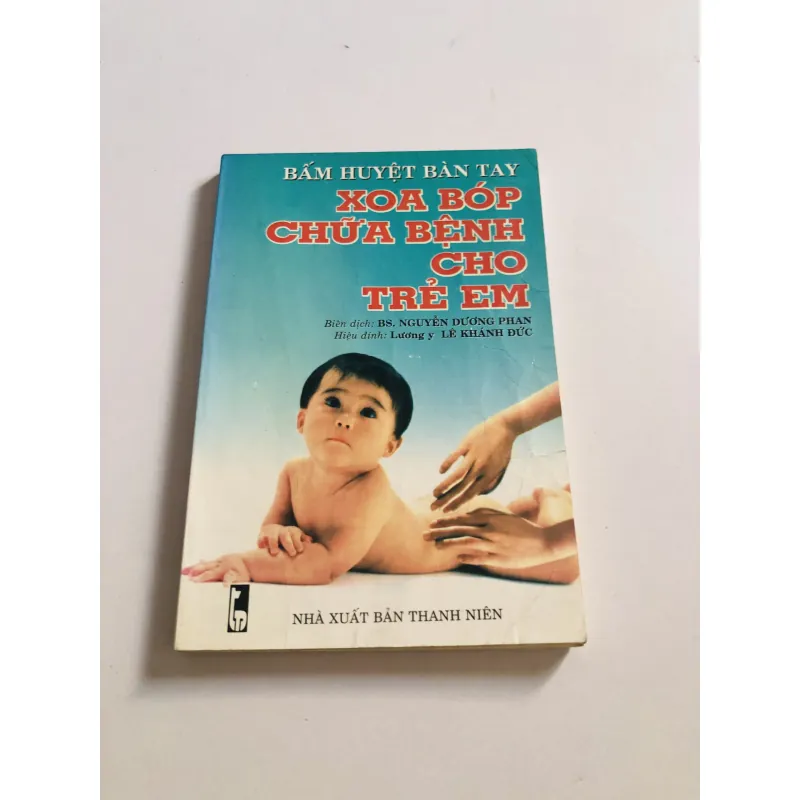 BẤM HUYỆT BÀN TAY
XOA BÓP
CHỮA BỆNH
CHO
TRẺ EM
Biên dịch: BS. NGUYỄN DƯƠNG PHAN
Hiệu đính: Lương y LÊ KHÁNH ĐỨC
NHÀ XUẤT BẢN THANH NIÊN